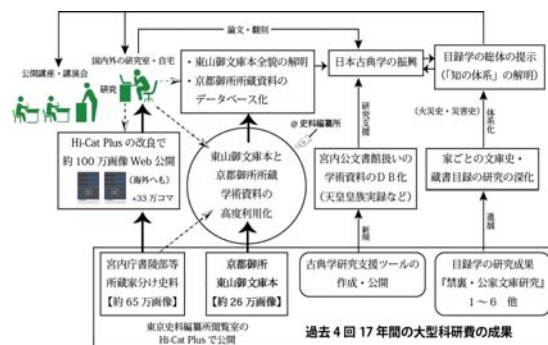 論文・翻刻
国内外の研究室・自宅
公開講座・講演会
研究
・東山御文庫本全貌の解明
・京都御所所蔵資料の
データベース化
日本古典学の振興
目録学の総体の提示
(「知の体系」の解明)
Hi-Cat Plus の改良で
約 100 万画像 Web 公開
(海外へも)
+33 万コマ
@史料編纂所
東山御文庫本と
京都御所所蔵
学術資料の
高度利用化
研究支援
宮内公文書館扱いの
学術資料のDB化
(天皇皇族実録など)
(火災史・災害史)
体系化
家ごとの文庫史・
蔵書目録の研究の深化
新規
進展
宮内庁書陵部等
所蔵家分け史料
【約 65 万画像】
京都御所
東山御文庫本
【約 26 万画像】
古典学研究支援ツールの
作成・公開
目録学の研究成果
『禁裏・公家文庫研究』
1～6 他
東京史料編纂所閲覧室の
Hi-Cat Plus で公開
過去 4 回 17 年間の大型科研費の成果